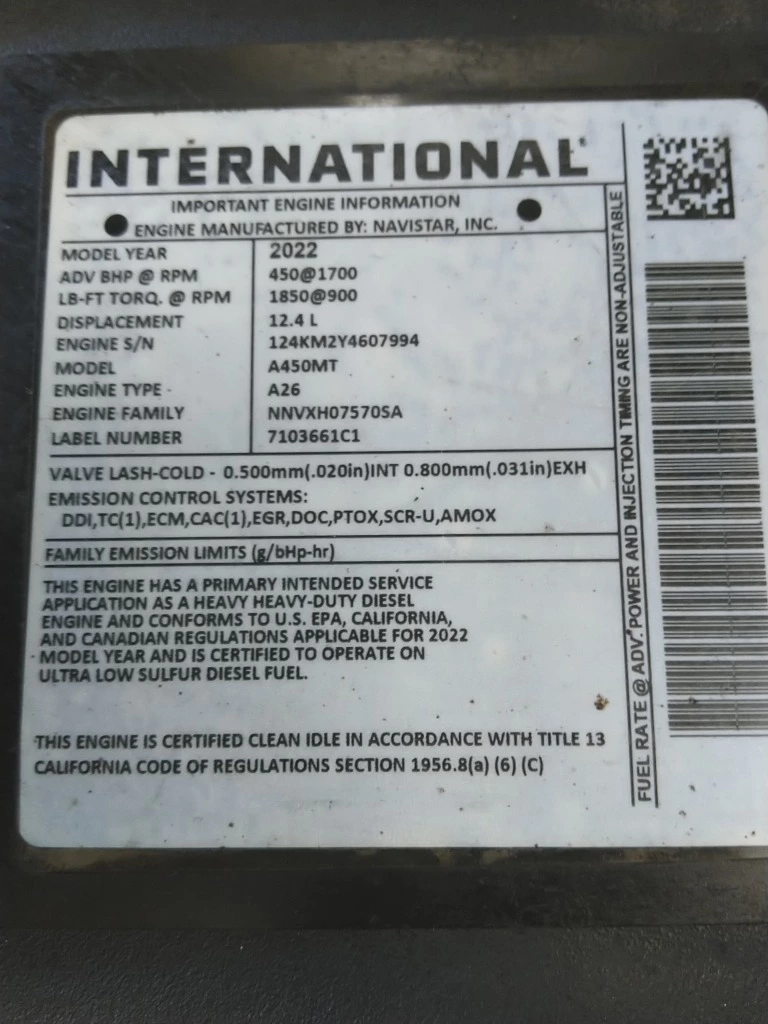 INTERNATIONAL
IMPORTANT ENGINE INFORMATION
ENGINE MANUFACTURED BY: NAVISTAR, INC.
MODEL YEAR 2022
ADV BHP @ RPM 450@1700
LB-FT TORQ. @ RPM 1850@900
DISPLACEMENT 12.4 L
ENGINE S/N 124KM2Y4607994
MODEL A450MT
ENGINE TYPE - A26
ENGINE FAMILY NNVXH0757OSA
LABEL NUMBER 7103661C1
VALVE LASH-COLD - 0.500mm(.020in)INT 0.800mm(.031in)EXH
EMISSION CONTROL SYSTEMS:
DDI,TC(1),ECM,CAC(1),EGR,DOC,PTOX,SCR-U,AMOX
FAMILY EMISSION LIMITS (g/bHp-hr)
THIS ENGINE HAS A PRIMARY INTENDED SERVICE
APPLICATION AS A HEAVY HEAVY-DUTY DIESEL
ENGINE AND CONFORMS TO U.S. EPA, CALIFORNIA,
AND CANADIAN REGULATIONS APPLICABLE FOR 2022
MODEL YEAR AND IS CERTIFIED TO OPERATE ON
ULTRA LOW SULFUR DIESEL FUEL.
THIS ENGINE IS CERTIFIED CLEAN IDLE IN ACCORDANCE WITH TITLE 13
CALIFORNIA CODE OF REGULATIONS SECTION 1956.8(a) (6) (C)
FUEL RATE @ ADV. POWER AND INJECTION TIMING ARE NON-ADJUSTABLE